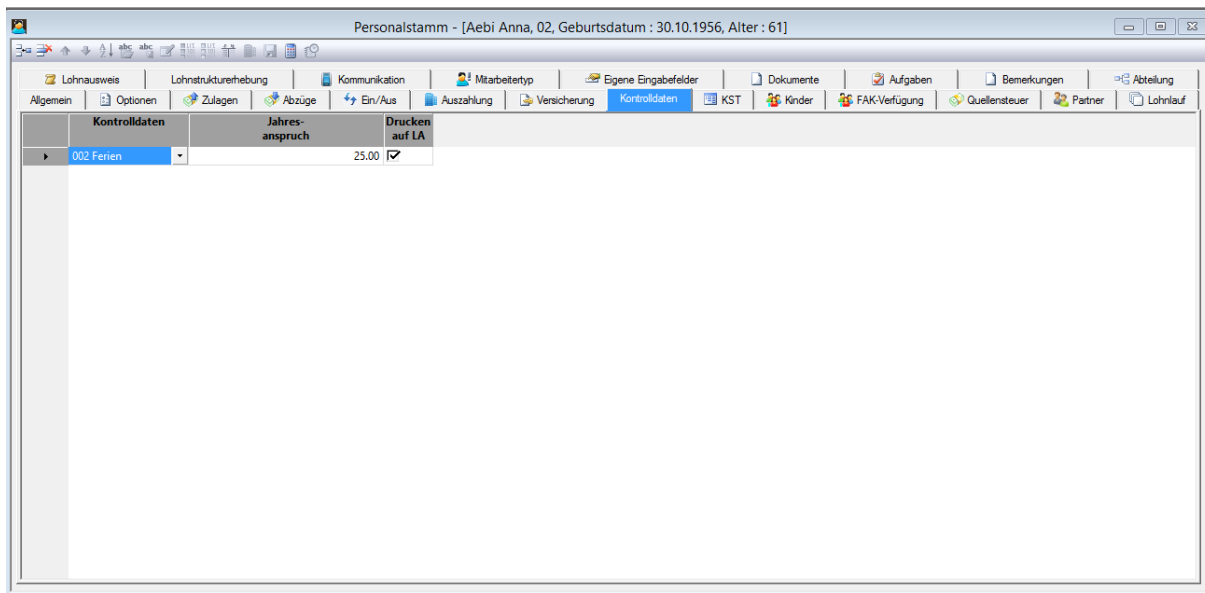 Personalstamm - [Aebi Anna, 02, Geburtsdatum : 30.10.1956, Alter : 61]
Lohnausweis Lohnstrukturerhebung Kommunikation Mitarbeitertyp Eigene Eingabefelder Dokumente Aufgaben Bemerkungen Abteilung
Allgemein Optionen Zulagen Abzüge Ein/Aus Auszahlung Versicherung Kontrolldaten KST Kinder FAK-Verfügung Quellensteuer Partner Lohnlauf
Kontrolldaten Jahres- Drucken
anspruch auf LA
002 Ferien 25.00